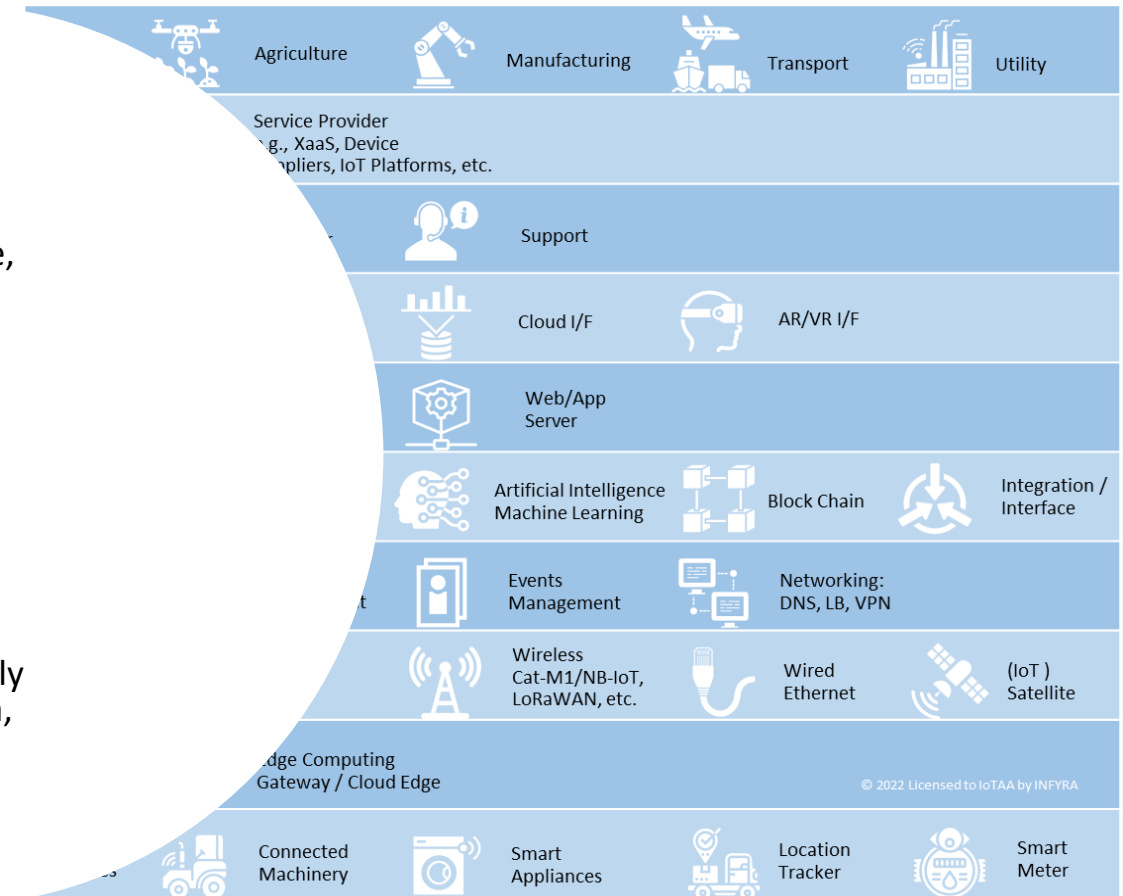 Agriculture
Manufacturing
Transport
Utility
Service Provider
e.g., XaaS, Device
Suppliers, IoT Platforms, etc.
Support
Cloud I/F
AR/VR I/F
Web/App
Server
Artificial Intelligence
Machine Learning
Block Chain
Integration /
Interface
Events
Management
Networking:
DNS, LB, VPN
Wireless
Cat-M1/NB-IoT,
LoRaWAN, etc.
Wired
Ethernet
(IoT )
Satellite
Edge Computing
Gateway / Cloud Edge
© 2022 Licensed to IoTAA by INFYRA
Connected
Machinery
Smart
Appliances
Location
Tracker
Smart
Meter